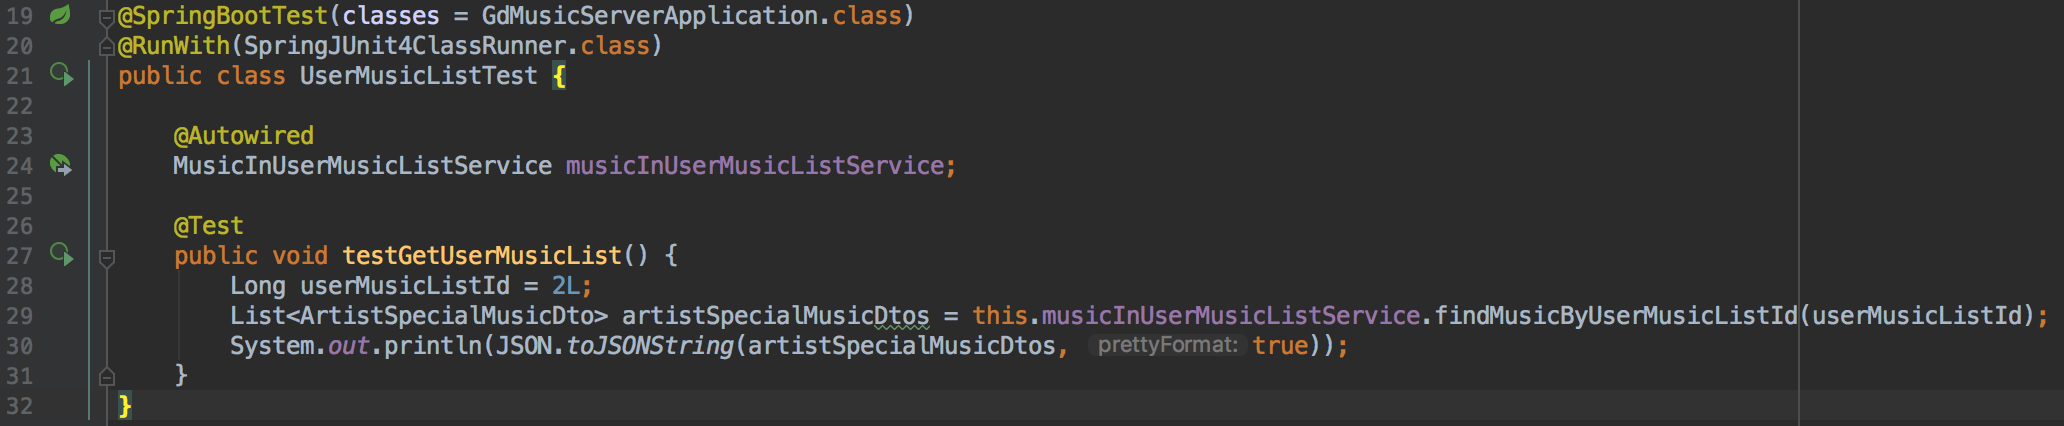 19 @SpringBootTest(classes = GdMusicServerApplication.class)
20 @RunWith(SpringJUnit4ClassRunner.class)
21 public class UserMusicListTest {
22
23     @Autowired
24     MusicInUserMusicListService musicInUserMusicListService;
25
26     @Test
27     public void testGetUserMusicList() {
28         Long userMusicListId = 2L;
29         List<ArtistSpecialMusicDto> artistSpecialMusicDtos = this.musicInUserMusicListService.findMusicByUserMusicListId(userMusicListId);
30         System.out.println(JSON.toJSONString(artistSpecialMusicDtos, prettyFormat: true));
31     }
32 }